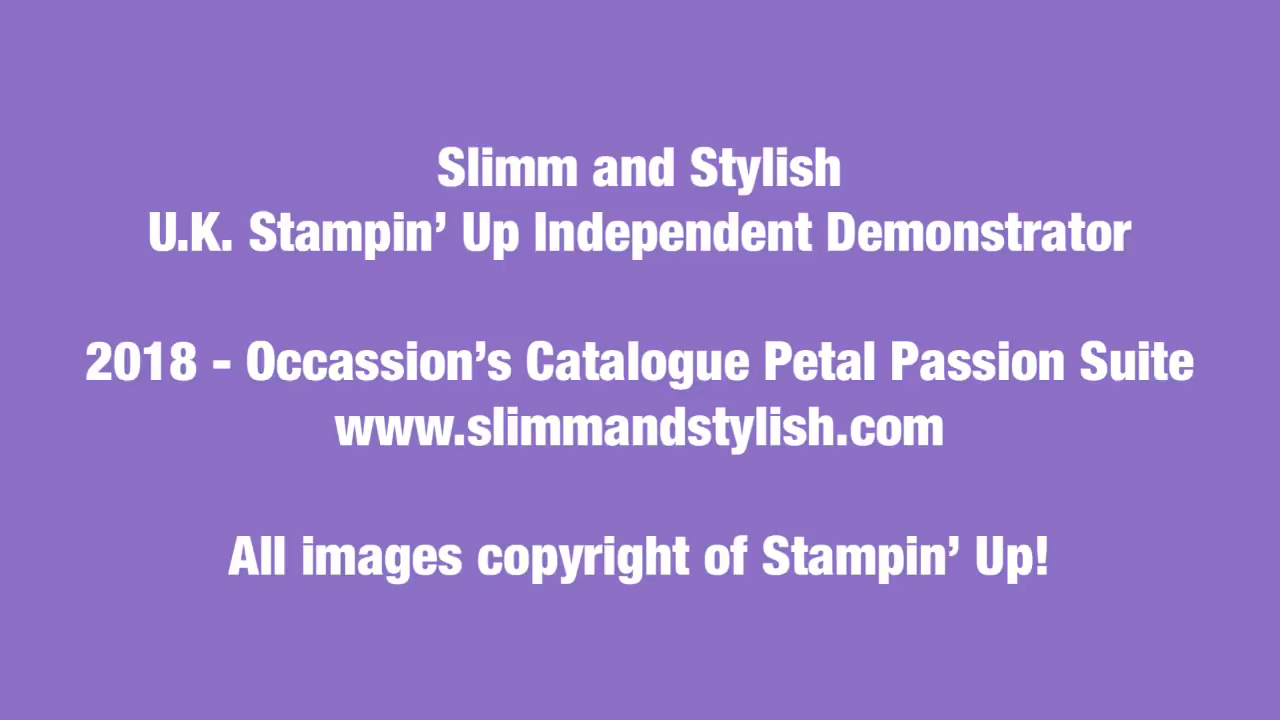 Slimm and Stylish
U.K. Stampin’ Up Independent Demonstrator
2018 - Occassion’s Catalogue Petal Passion Suite
www.slimmandstylish.com
All images copyright of Stampin’ Up!